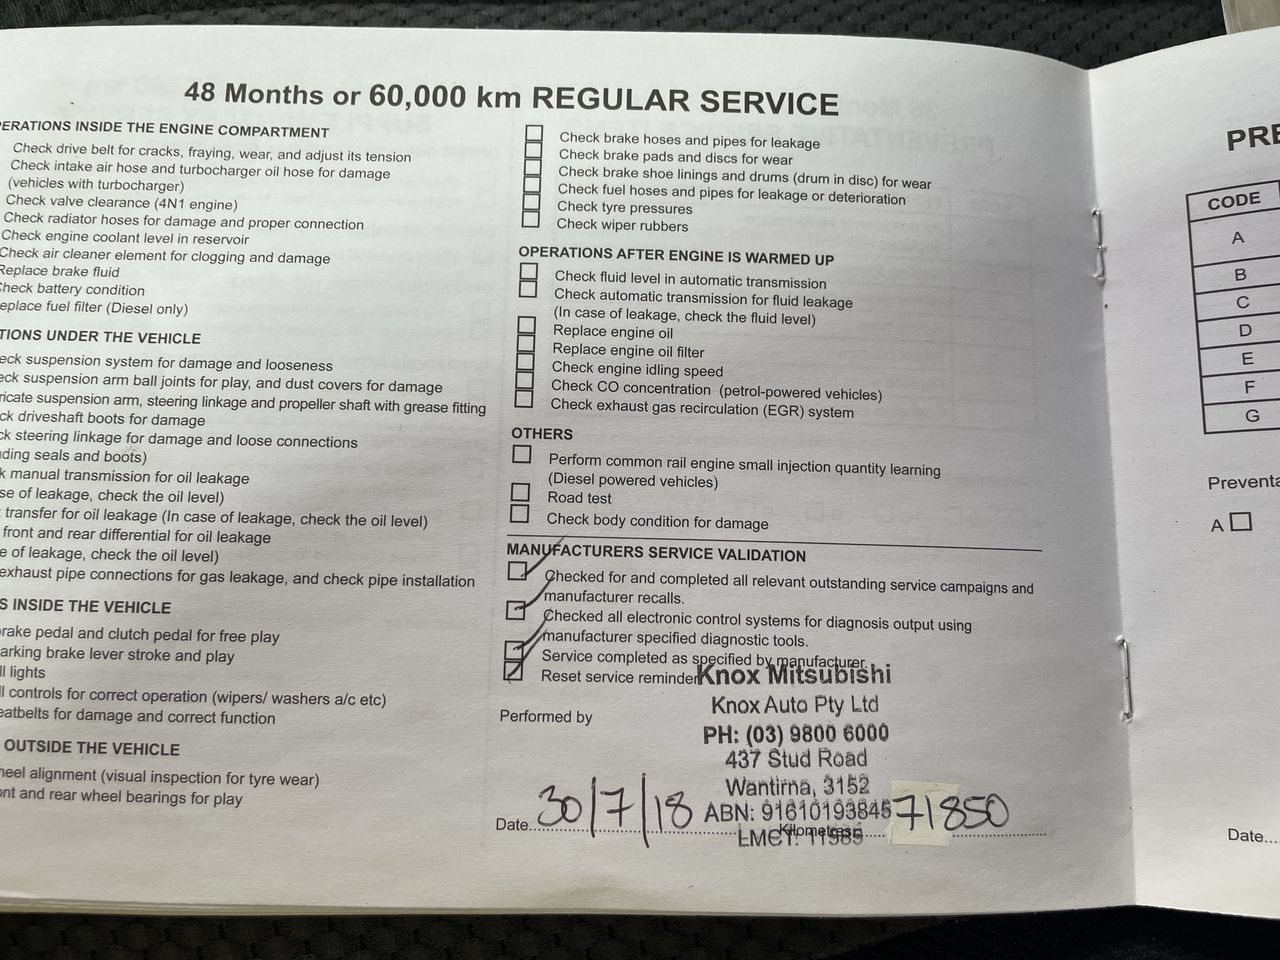 48 Months or 60,000 km REGULAR SERVICE
PERATIONS INSIDE THE ENGINE COMPARTMENT
Check drive belt for cracks, fraying, wear, and adjust its tension
Check intake air hose and turbocharger oil hose for damage
(vehicles with turbocharger)
Check valve clearance (4N1 engine)
Check radiator hoses for damage and proper connection
Check engine coolant level in reservoir
Check air cleaner element for clogging and damage
Replace brake fluid
heck battery condition
eplace fuel filter (Diesel only)
TIONS UNDER THE VEHICLE
eck suspension system for damage and looseness
eck suspension arm ball joints for play, and dust covers for damage
ricate suspension arm, steering linkage and propeller shaft with grease fitting
ck driveshaft boots for damage
ck steering linkage for damage and loose connections
ding seals and boots)
k manual transmission for oil leakage
se of leakage, check the oil level)
transfer for oil leakage (In case of leakage, check the oil level)
front and rear differential for oil leakage
e of leakage, check the oil level)
exhaust pipe connections for gas leakage, and check pipe installation
S INSIDE THE VEHICLE
rake pedal and clutch pedal for free play
arking brake lever stroke and play
ll lights
ll controls for correct operation (wipers/ washers a/c etc)
eatbelts for damage and correct function
OUTSIDE THE VEHICLE
heel alignment (visual inspection for tyre wear)
ont and rear wheel bearings for play
Check brake hoses and pipes for leakage
Check brake pads and discs for wear
Check brake shoe linings and drums (drum in disc) for wear
Check fuel hoses and pipes for leakage or deterioration
Check tyre pressures
Check wiper rubbers
OPERATIONS AFTER ENGINE IS WARMED UP
Check fluid level in automatic transmission
Check automatic transmission for fluid leakage
(In case of leakage, check the fluid level)
Replace engine oil
Replace engine oil filter
Check engine idling speed
Check CO concentration (petrol-powered vehicles)
Check exhaust gas recirculation (EGR) system
OTHERS
Perform common rail engine small injection quantity learning
(Diesel powered vehicles)
Road test
Check body condition for damage
MANUFACTURERS SERVICE VALIDATION
Checked for and completed all relevant outstanding service campaigns and
manufacturer recalls.
Checked all electronic control systems for diagnosis output using
manufacturer specified diagnostic tools.
Service completed as specified by manufacturer.
Reset service reminder
Knox Mitsubishi
Knox Auto Pty Ltd
Performed by
PH: (03) 9800 6000
437 Stud Road
Wantirna, 3152
ABN: 91610193845
Date 30/7/18 Kilometres 71850
LMCT: 11585
PRE
CODE
A
B
C
D
E
F
G
Preventa
A
Date....